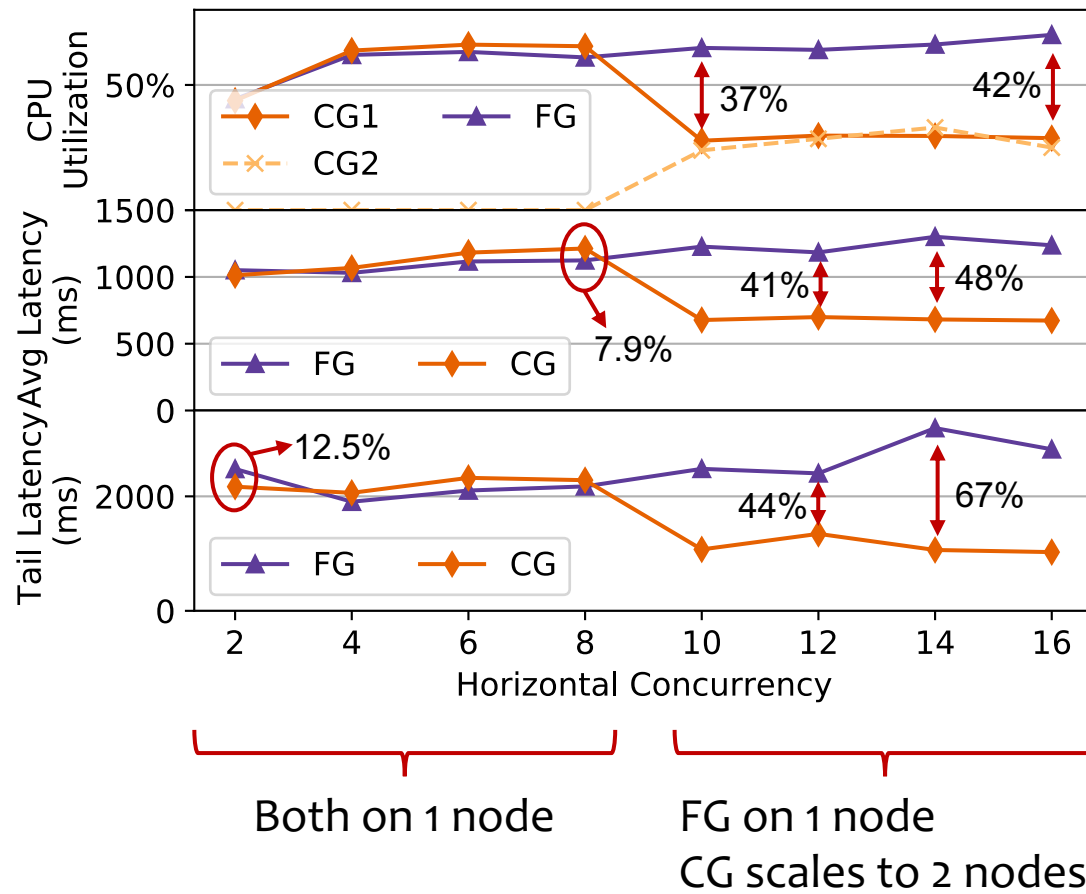 CPU
Utilization
50%
CG1
FG
CG2
37%
42%
Avg Latency
(ms)
1500
1000
500
0
FG
CG
7.9%
41%
48%
Tail Latency
(ms)
2000
0
12.5%
FG
CG
44%
67%
2 4 6 8 10 12 14 16
Horizontal Concurrency
Both on 1 node
FG on 1 node
CG scales to 2 nodes